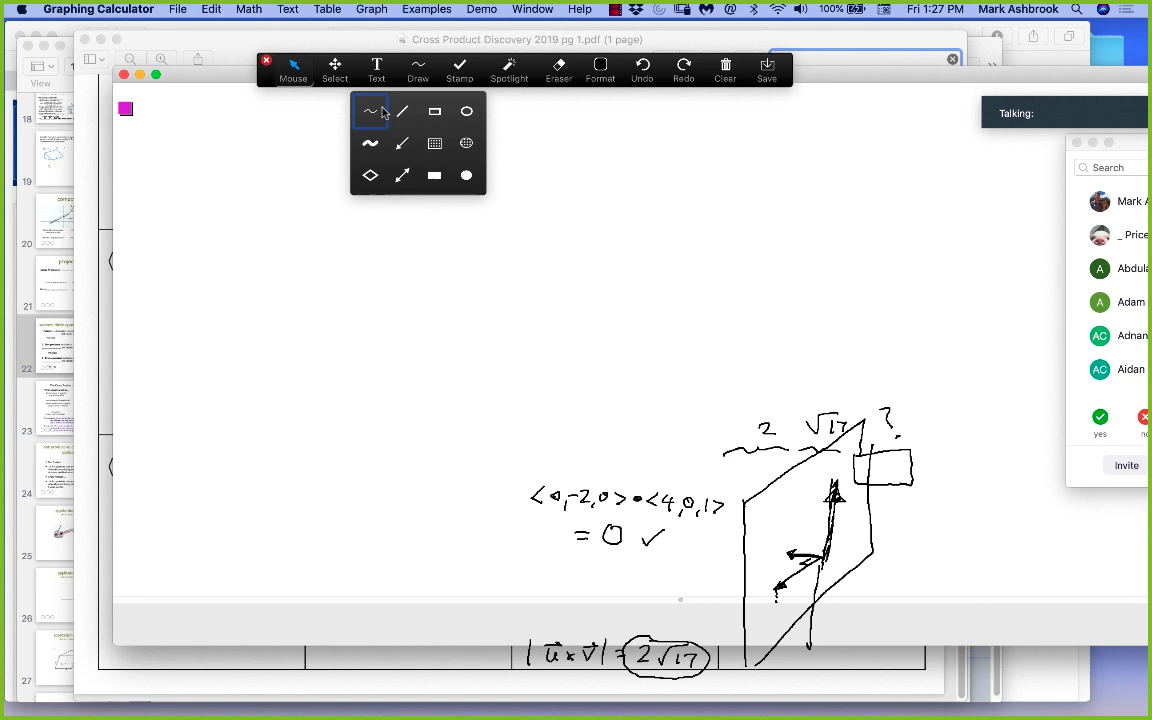 Graphing Calculator File Edit Math Text Table Graph Examples Demo Window Help 100% Fri 1:27 PM Mark Ashbrook
Cross Product Discovery 2019 pg 1.pdf (1 page)
Mouse Select Text Draw Stamp Spotlight Eraser Format Undo Redo Clear Save
View
Talking:
Search
Mark A
_ Price
Abdula
Adam
Adnan
Aidan
A
A
AC
AC
yes
no
Invite
18
19
20
21
22
23
24
25
26
27
2 √17 ?
<0,-2,0> • <4,0,1>
= 0 ✓
|u⃗ x v⃗| = 2√17